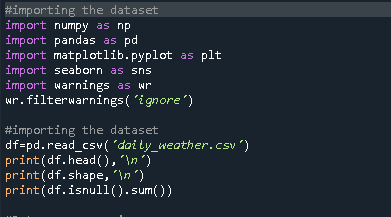 #importing the dataset
import numpy as np
import pandas as pd
import matplotlib.pyplot as plt
import seaborn as sns
import warnings as wr
wr.filterwarnings('ignore')
#importing the dataset
df=pd.read_csv('daily_weather.csv')
print(df.head(),'\n')
print(df.shape,'\n')
print(df.isnull().sum())